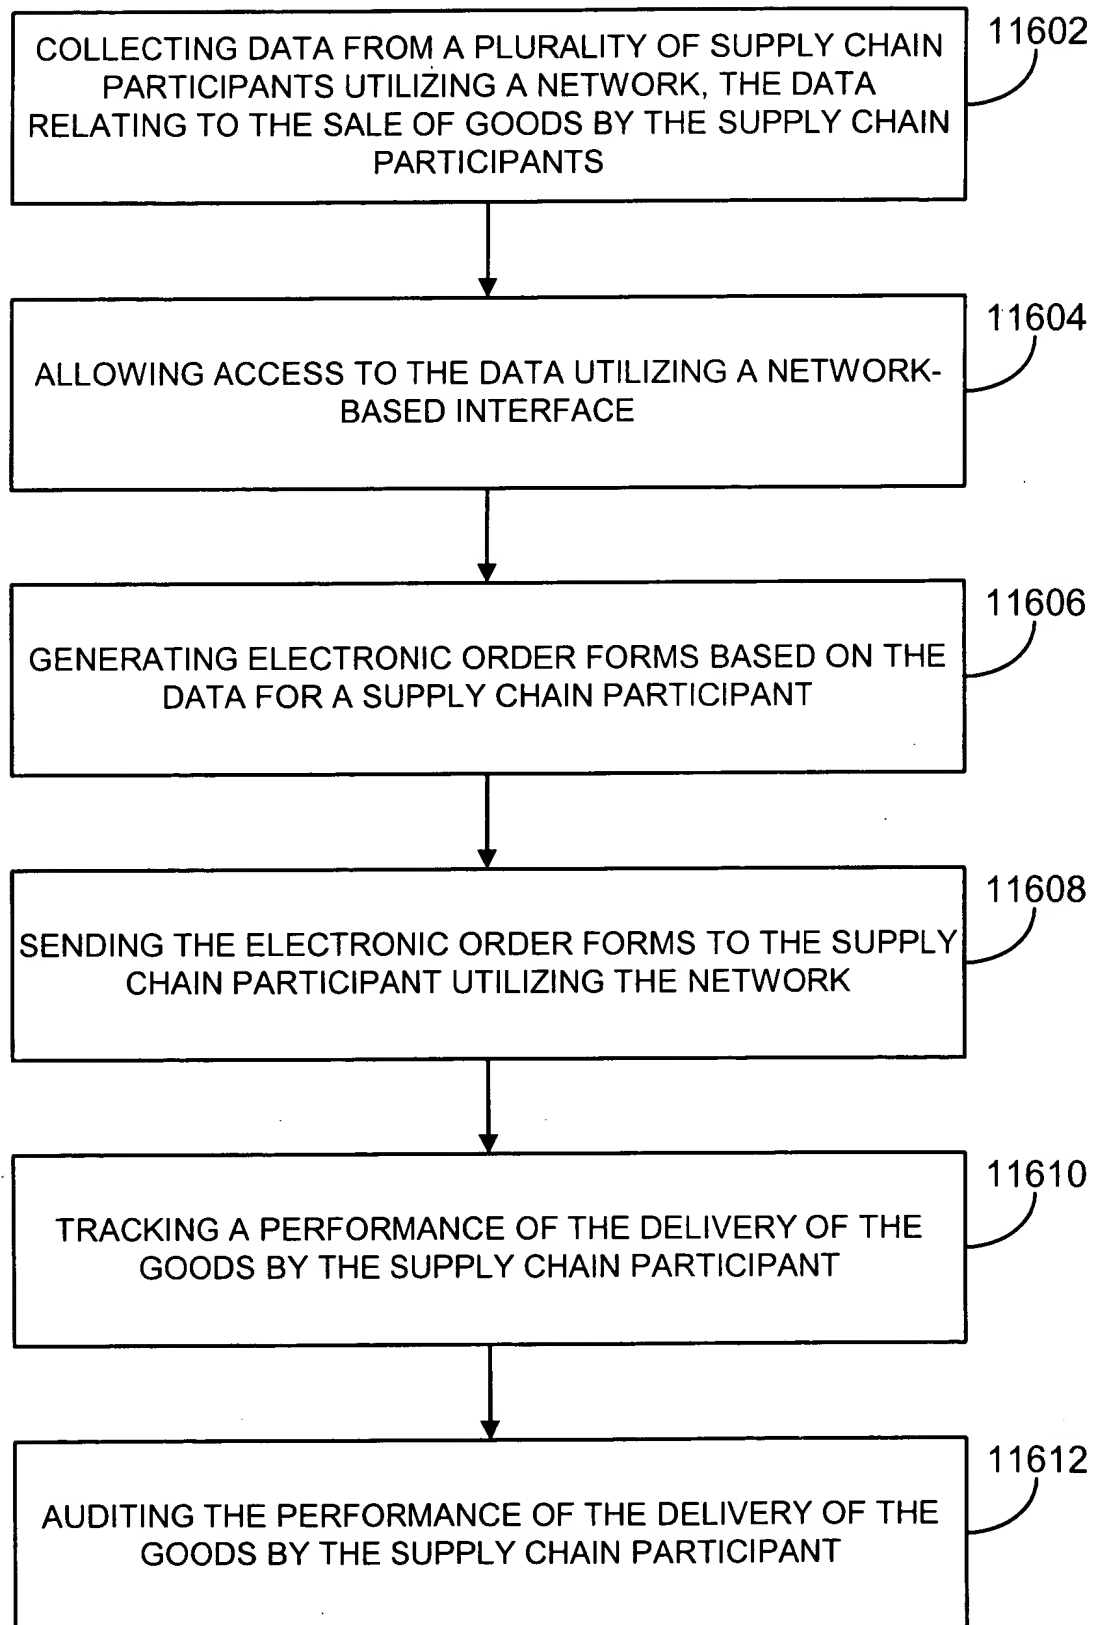 COLLECTING DATA FROM A PLURALITY OF SUPPLY CHAIN
PARTICIPANTS UTILIZING A NETWORK, THE DATA
RELATING TO THE SALE OF GOODS BY THE SUPPLY CHAIN
PARTICIPANTS
11602
ALLOWING ACCESS TO THE DATA UTILIZING A NETWORK-
BASED INTERFACE
11604
GENERATING ELECTRONIC ORDER FORMS BASED ON THE
DATA FOR A SUPPLY CHAIN PARTICIPANT
11606
SENDING THE ELECTRONIC ORDER FORMS TO THE SUPPLY
CHAIN PARTICIPANT UTILIZING THE NETWORK
11608
TRACKING A PERFORMANCE OF THE DELIVERY OF THE
GOODS BY THE SUPPLY CHAIN PARTICIPANT
11610
AUDITING THE PERFORMANCE OF THE DELIVERY OF THE
GOODS BY THE SUPPLY CHAIN PARTICIPANT
11612